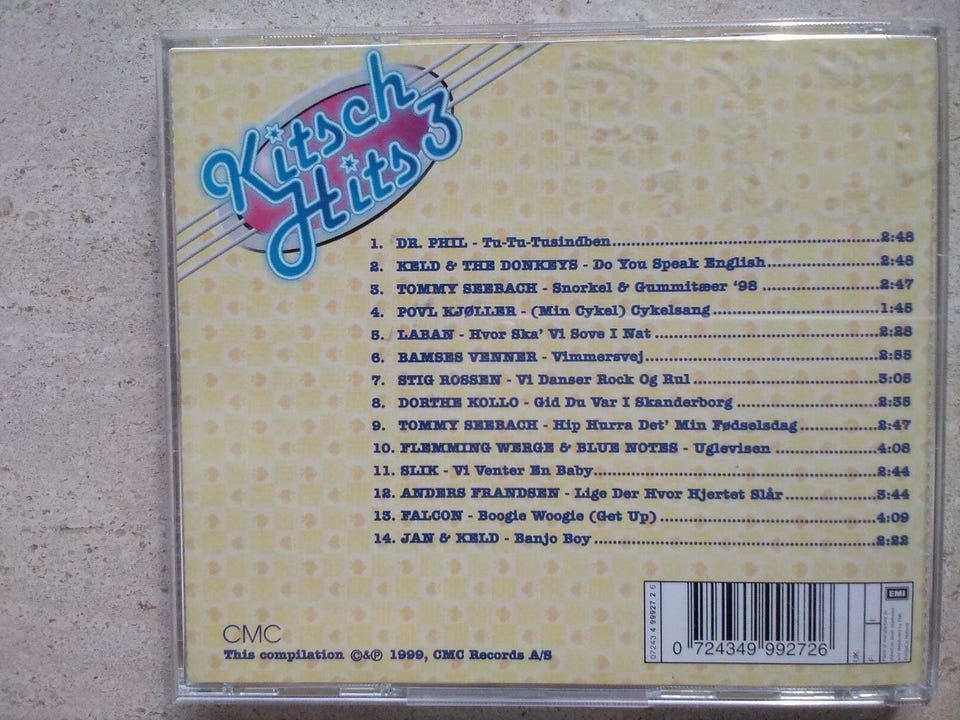 Kitsch
Hits 3
1. DR. PHIL - Tu-Tu-Tusindben 2:48
2. KELD & THE DONKEYS - Do You Speak English 2:48
3. TOMMY SEEBACH - Snorkel & Gummitæer '98 2:47
4. POVL KJØLLER - (Min Cykel) Cykelsang 1:45
5. LABAN - Hvor Ska' Vi Sove I Nat 2:28
6. BAMSES VENNER - Vimmersvej 2:55
7. STIG ROSSEN - Vi Danser Rock Og Rul 3:05
8. DORTHE KOLLO - Gid Du Var I Skanderborg 2:35
9. TOMMY SEEBACH - Hip Hurra Det' Min Fødselsdag 2:47
10. FLEMMING WERGE & BLUE NOTES - Uglevisen 4:08
11. SLIK - Vi Venter En Baby 2:44
12. ANDERS FRANDSEN - Lige Der Hvor Hjertet Slår 3:44
13. FALCON - Boogie Woogie (Get Up) 4:09
14. JAN & KELD - Banjo Boy 2:22
CMC
This compilation ©&℗ 1999, CMC Records A/S
07243 4 99927 2 6
0 724349 992726
EMI
UK
F